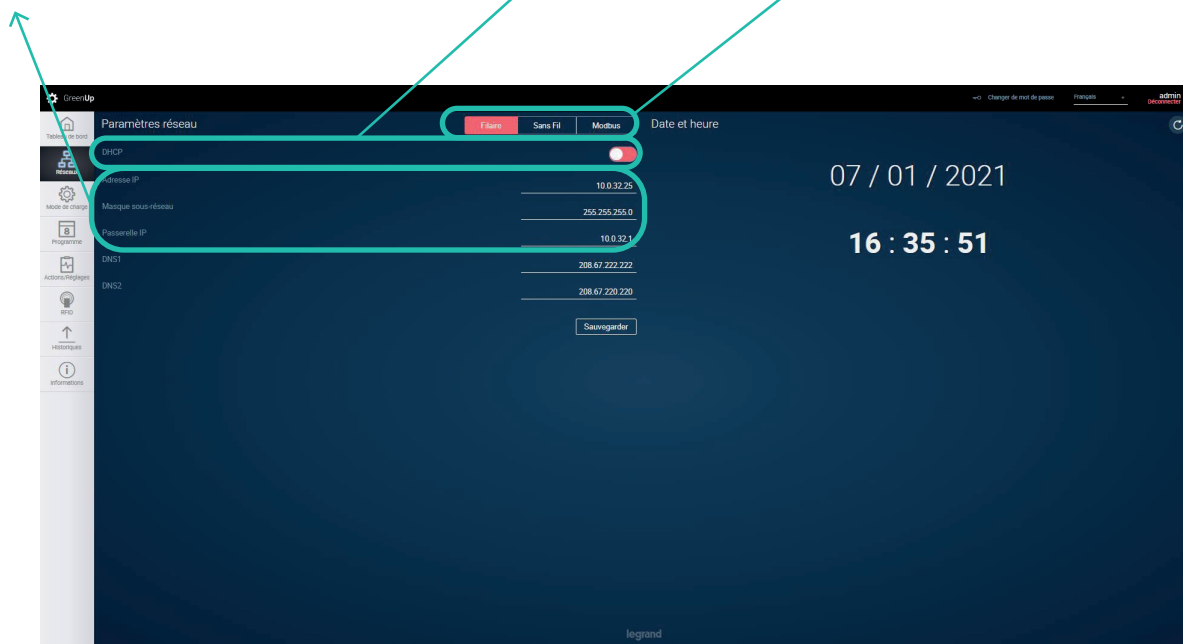 GreenUp
Changer de mot de passe
Français
admin
Déconnecter
Tableau de bord
Réseaux
Mode de charge
8
Programme
Actions/Réglages
RFID
Historiques
Informations
Paramètres réseau
Filaire Sans Fil Modbus
DHCP
Adresse IP 10.0.32.25
Masque sous-réseau 255.255.255.0
Passerelle IP 10.0.32.1
DNS1 208.67.222.222
DNS2 208.67.220.220
Sauvegarder
Date et heure
07 / 01 / 2021
16 : 35 : 51
legrand